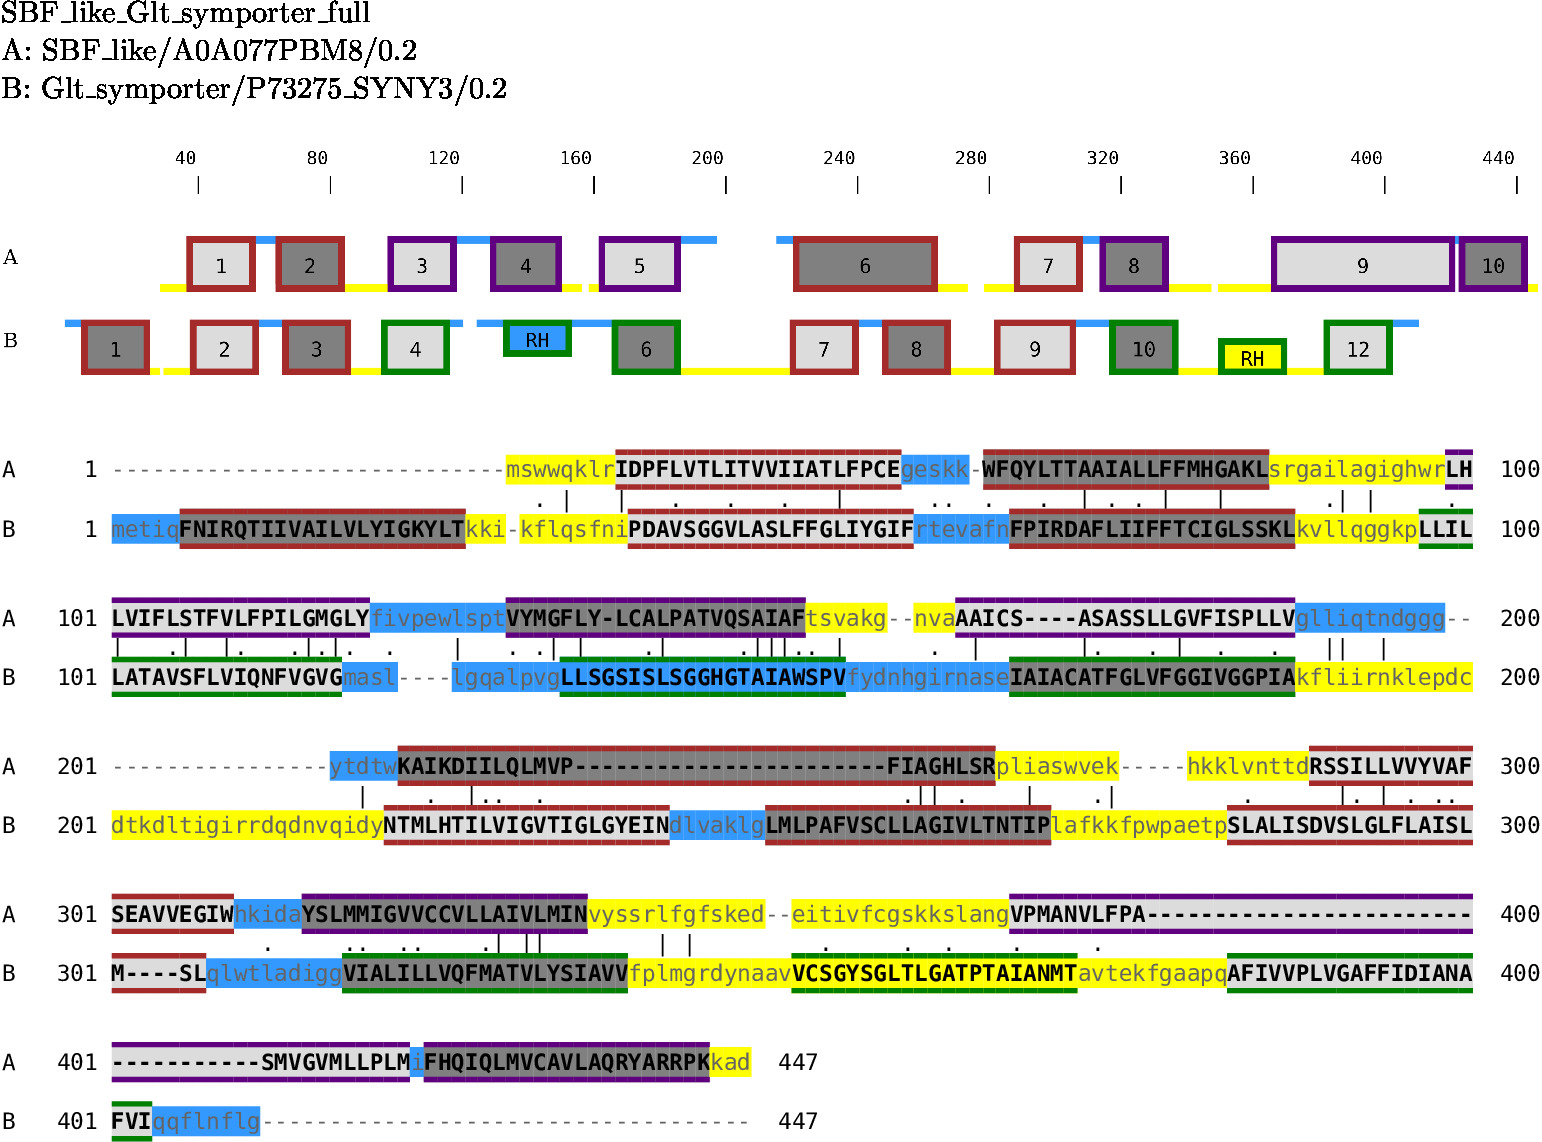 SBF_like_Glt_symporter_full
A: SBF_like/A0A077PBM8/0.2
B: Glt_symporter/P73275_SYNY3/0.2
40 80 120 160 200 240 280 320 360 400 440
A 1 2 3 4 5 6 7 8 9 10
B 1 2 3 4 RH 6 7 8 9 10 RH 12
A 1 -----------------------------mswwqklrIDPFLVTLITVVIIATLFPCEgeskk-WFQYLTTAAIALLFFMHGAKLsrgailagighwrLH 100
B 1 metiqFNIRQTIIVAILVLYIGKYLTkki-kflqsfniPDAVSGGVLASLFFGLIYGIFrtevafnFPIRDAFLIIFFTCIGLSSKLkvllqggkpLLIL 100
A 101 LVIFLSTFVLFPILGMGLYfivpewlsptVYMGFLY-LCALPATVQSAIAFtsvakg--nvaAAICS----ASASSLLGVFISPLLVglliqtndggg-- 200
B 101 LATAVSFLVIQNFVGVGmasl----lgqalpvgLLSGSISLSGGHGTAIAWSPVfydnhgirnaseIAIACATFGLVFGGIVGGPIAkfliirnklepdc 200
A 201 ----------------ytdtwKAIKDIILQLMVP-----------------------FIAGHLSRpliaswvek-----hkklvnttdRSSILLVVYVAF 300
B 201 dtkdltigirrdqdnvqidyNTMLHTILVIGVTIGLGYEINdlvaklgLMLPAFVSCLLAGIVLTNTIPlafkkfpwpaetpSLALISDVSLGLFLAISL 300
A 301 SEAVVEGIWhkidaYSLMMIGVVCCVLLAIVLMINvyssrlfgfsked--eitivfcgskkslangVPMANVLFPA------------------------ 400
B 301 M----SLqlwtladiggVIALILLVQFMATVLYSIAVVfplmgrdynaavVCSGYSGLTLGATPTAIANMTavtekfgaapqAFIVVPLVGAFFIDIANA 400
A 401 -----------SMVGVMLLPLMiFHQIQLMVCAVLAQRYARRPKkad 447
B 401 FVIqqflnflg------------------------------------ 447